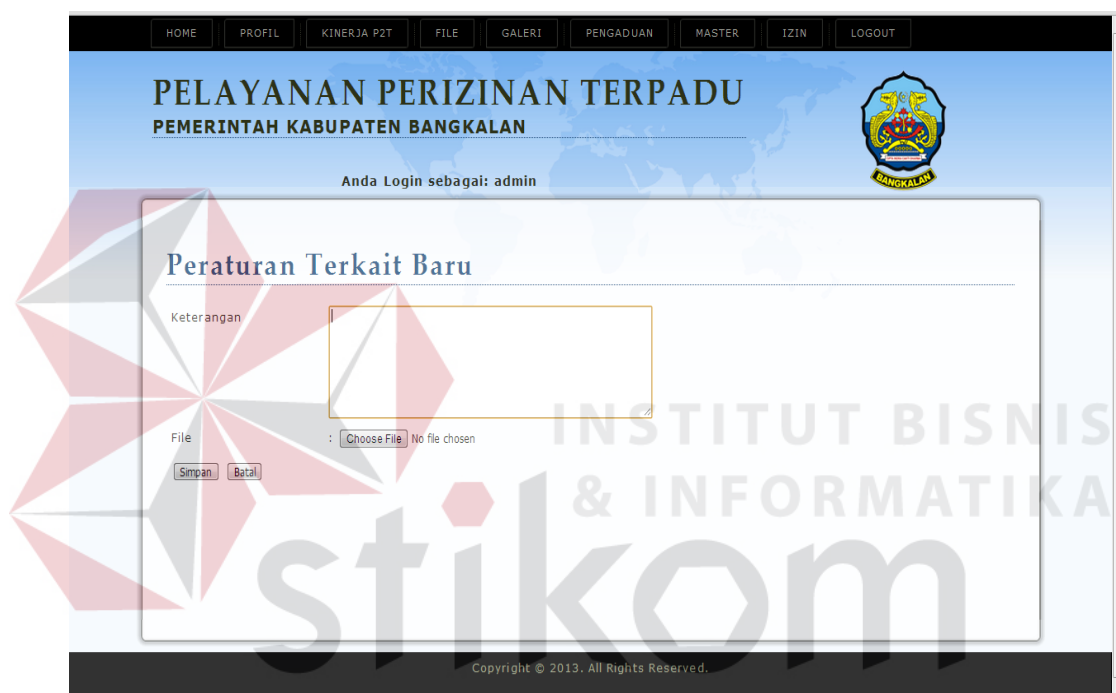 HOME PROFIL KINERJA P2T FILE GALERI PENGADUAN MASTER IZIN LOGOUT
PELAYANAN PERIZINAN TERPADU
PEMERINTAH KABUPATEN BANGKALAN
BANGKALAN
Anda Login sebagai: admin
Peraturan Terkait Baru
Keterangan
File : Choose File No file chosen
Simpan Batal
INSTITUT BISNIS
& INFORMATIKA
stikom
Copyright © 2013. All Rights Reserved.